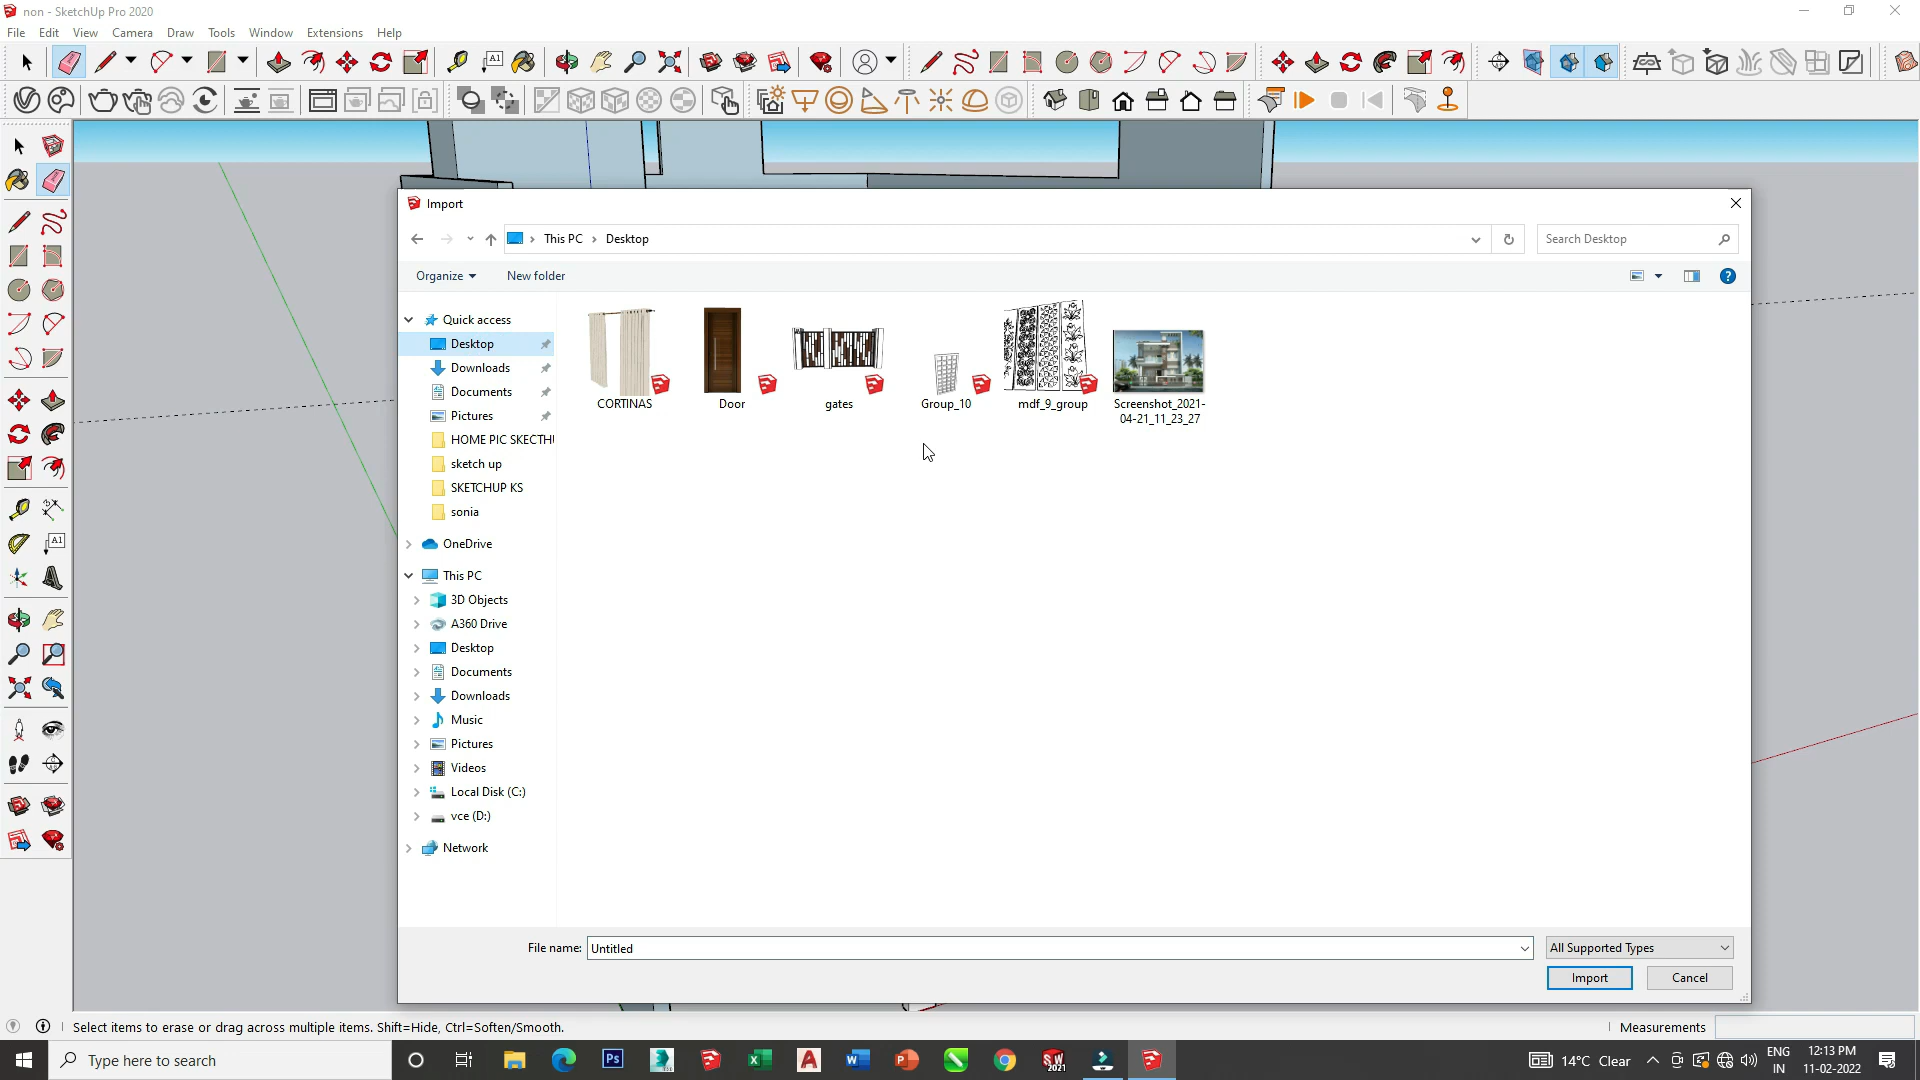 non - SketchUp Pro 2020
File Edit View Camera Draw Tools Window Extensions Help
Import
This PC > Desktop
Search Desktop
Organize
New folder
Quick access
Desktop
Downloads
Documents
Pictures
HOME PIC SKECTHU
sketch up
SKETCHUP KS
sonia
OneDrive
This PC
3D Objects
A360 Drive
Desktop
Documents
Downloads
Music
Pictures
Videos
Local Disk (C:)
vce (D:)
Network
CORTINAS
Door
gates
Group_10
mdf_9_group
Screenshot_2021-
04-21_11_23_27
File name: Untitled
All Supported Types
Import
Cancel
Select items to erase or drag across multiple items. Shift=Hide, Ctrl=Soften/Smooth.
Measurements
Type here to search
14°C Clear
ENG
IN
12:13 PM
11-02-2022